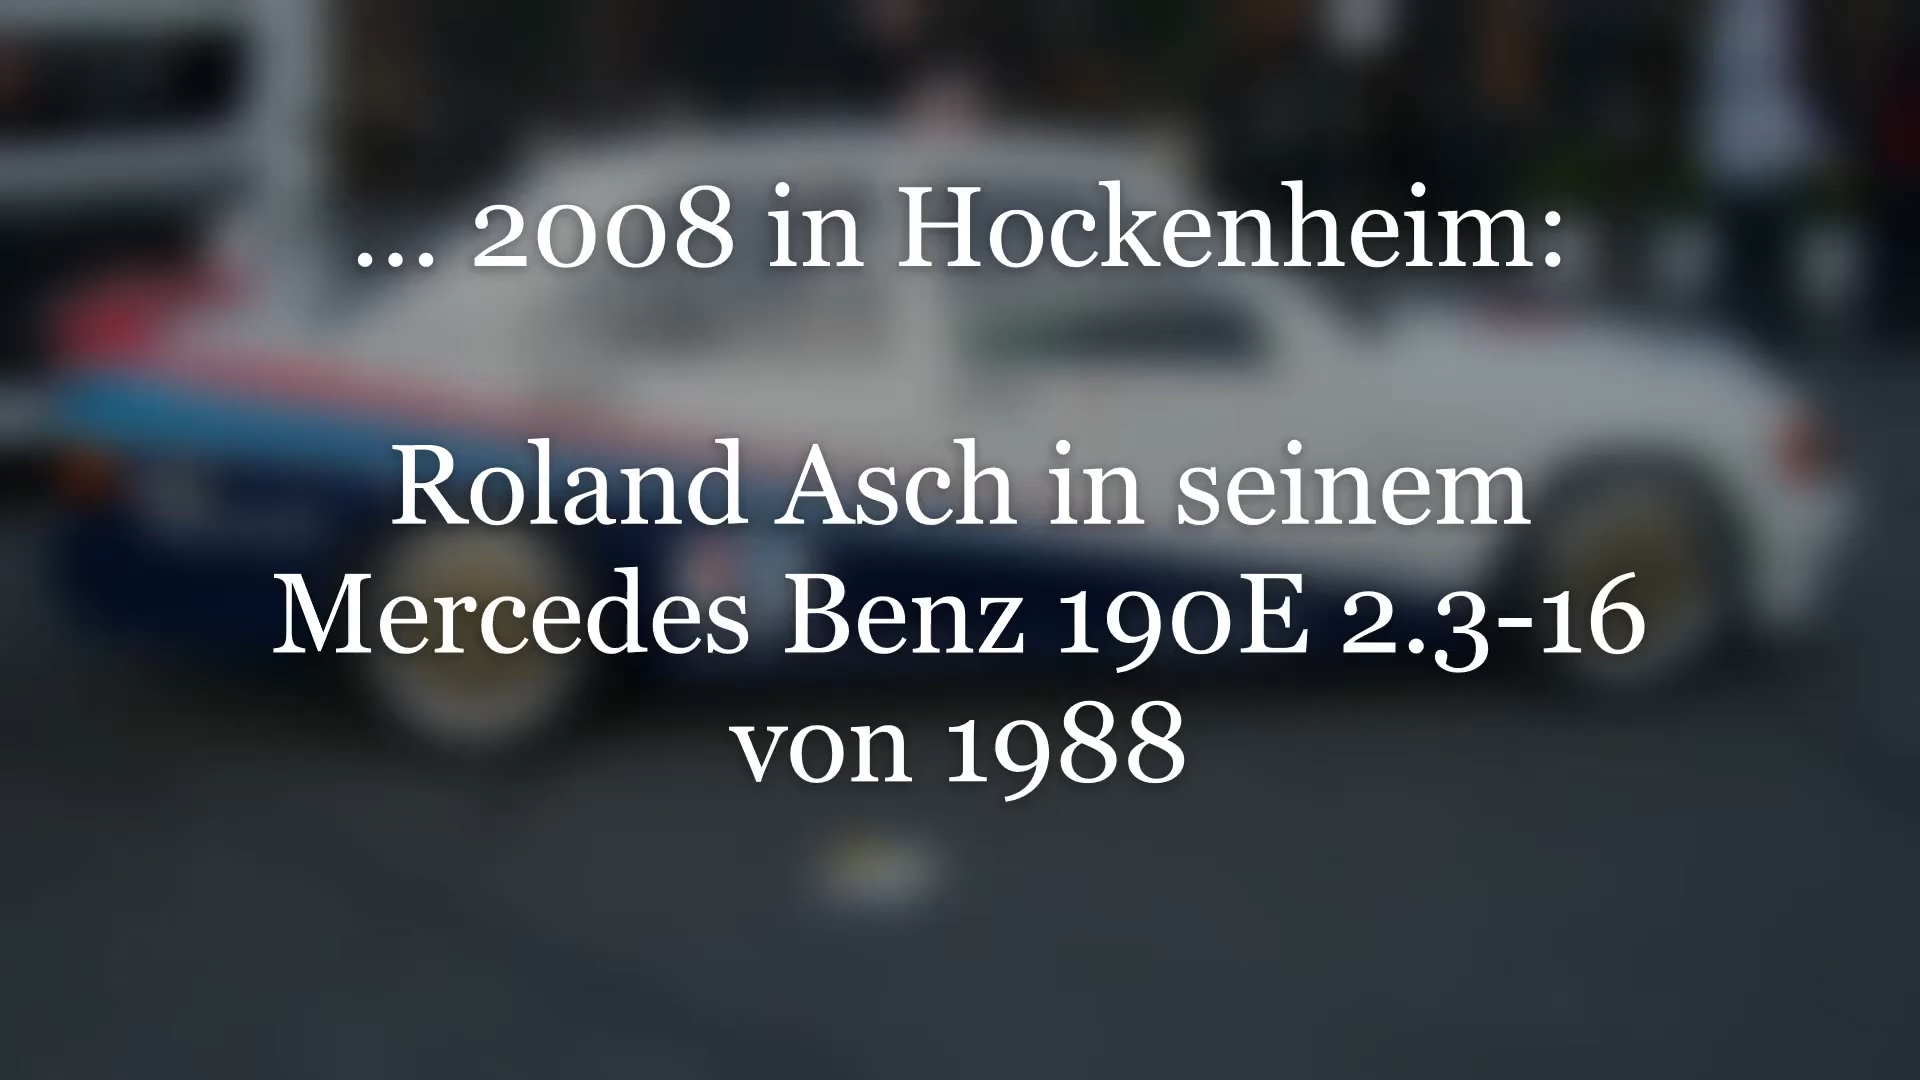 ... 2008 in Hockenheim:
Roland Asch in seinem
Mercedes Benz 190E 2.3-16
von 1988